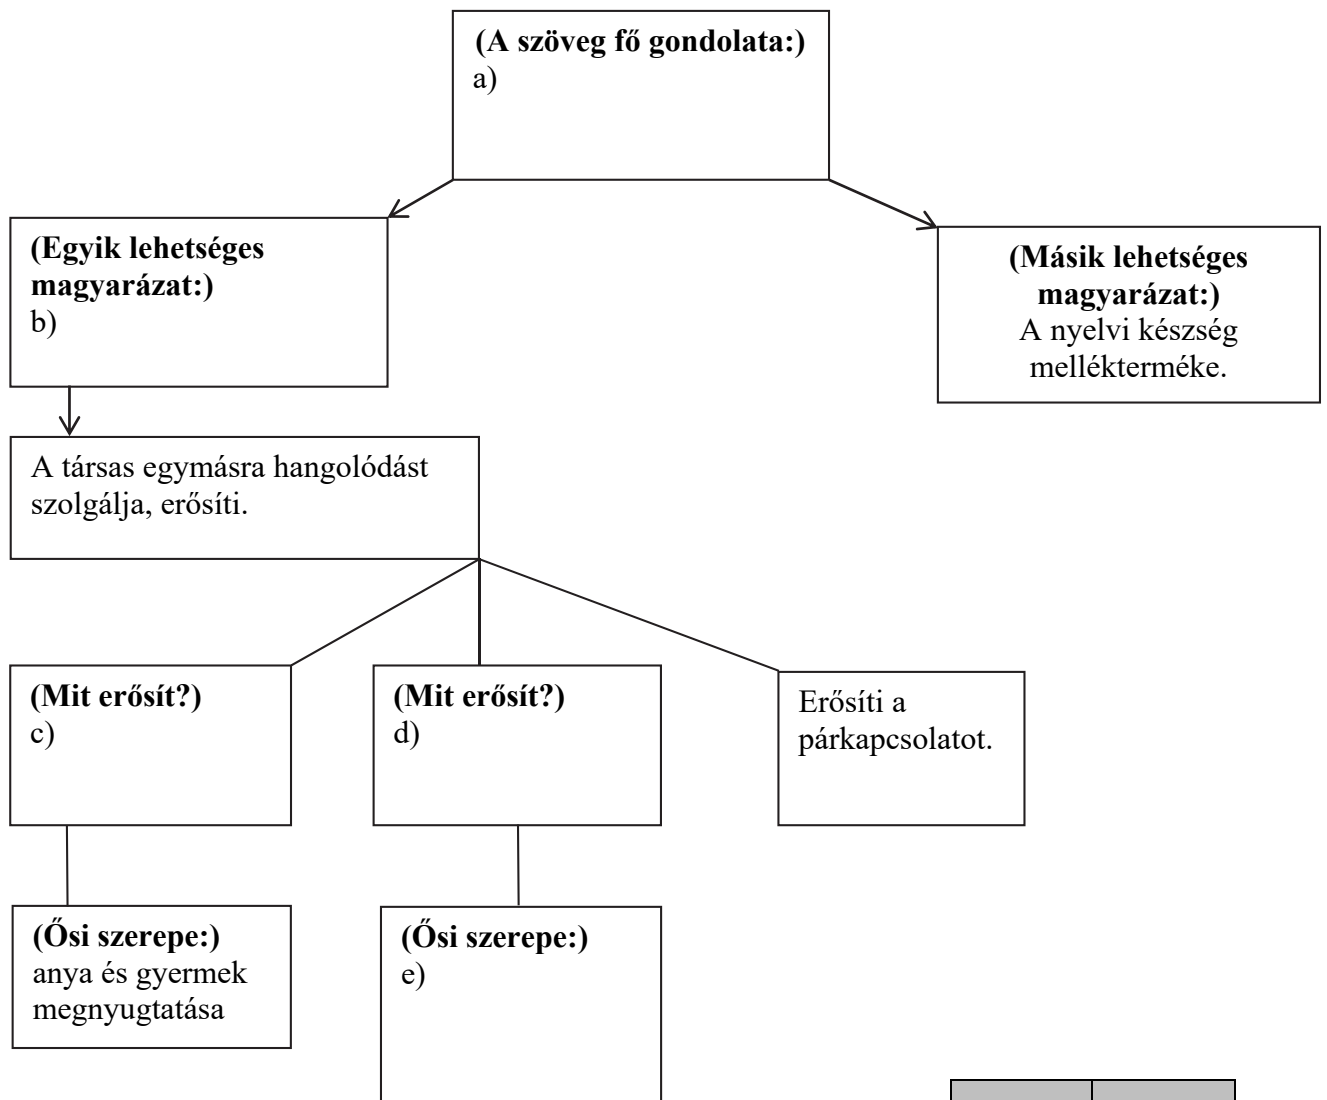 (A szöveg fő gondolata:)
a)
(Egyik lehetséges
magyarázat:)
b)
(Másik lehetséges
magyarázat:)
A nyelvi készség
mellékterméke.
A társas egymásra hangolódást
szolgálja, erősíti.
(Mit erősít?)
c)
(Mit erősít?)
d)
Erősíti a
párkapcsolatot.
(Ősi szerepe:)
anya és gyermek
megnyugtatása
(Ősi szerepe:)
e)